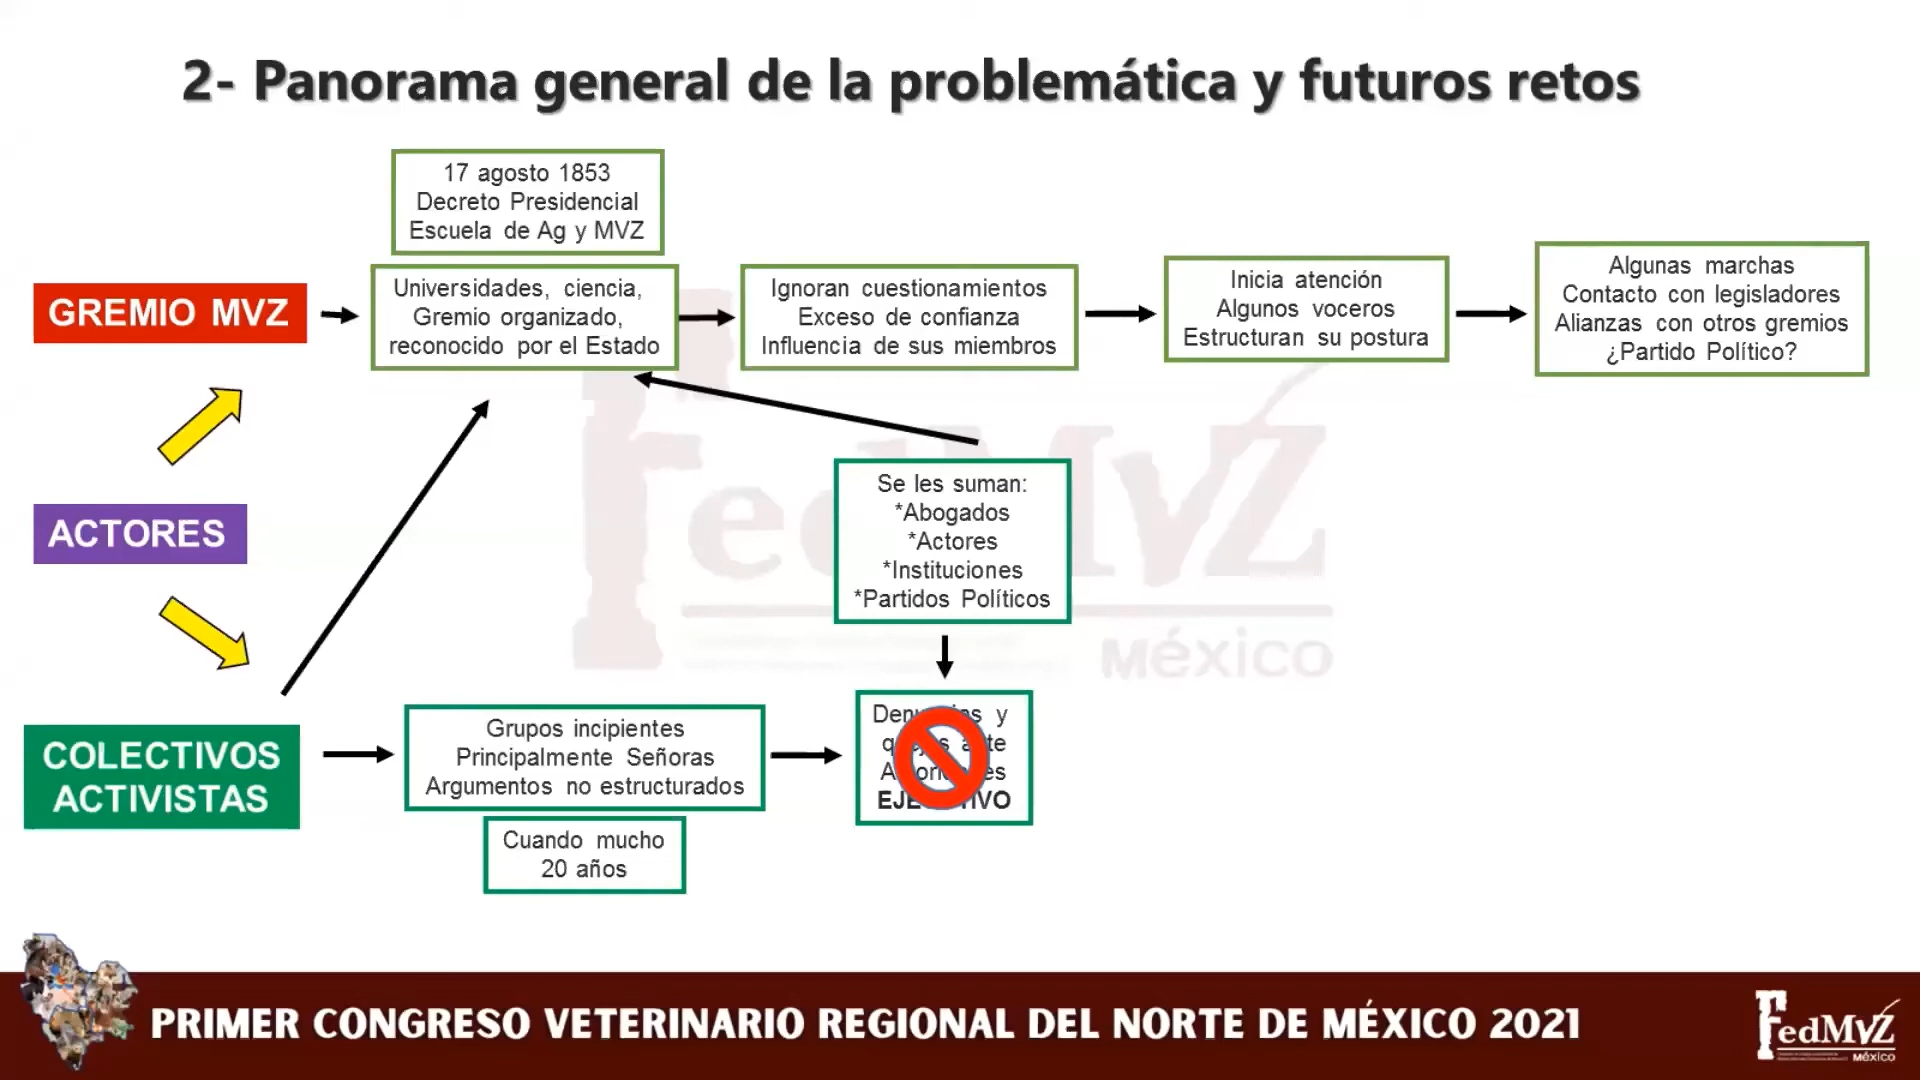 2- Panorama general de la problemática y futuros retos
17 agosto 1853
Decreto Presidencial
Escuela de Ag y MVZ
GREMIO MVZ
Universidades, ciencia,
Gremio organizado,
reconocido por el Estado
Ignoran cuestionamientos
Exceso de confianza
Influencia de sus miembros
Inicia atención
Algunos voceros
Estructuran su postura
Algunas marchas
Contacto con legisladores
Alianzas con otros gremios
¿Partido Político?
ACTORES
Se les suman:
*Abogados
*Actores
*Instituciones
*Partidos Políticos
FedMVZ
México
COLECTIVOS
ACTIVISTAS
Grupos incipientes
Principalmente Señoras
Argumentos no estructurados
Cuando mucho
20 años
y
PRIMER CONGRESO VETERINARIO REGIONAL DEL NORTE DE MÉXICO 2021
FedMVZ
México